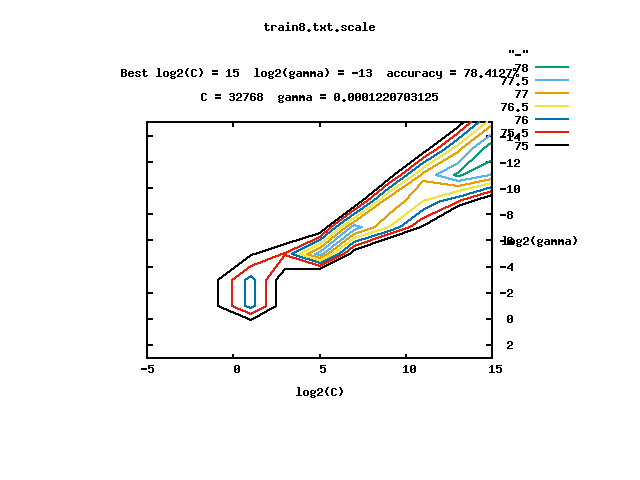 train8.txt.scale
"-"
Best log2(C) = 15  log2(gamma) = -13  accuracy = 78.4127%
C = 32768  gamma = 0.0001220703125
78
77.5
77
76.5
76
75.5
75
-14
-12
-10
-8
-6
log2(gamma)
-4
-2
0
2
-5 0 5 10 15
log2(C)